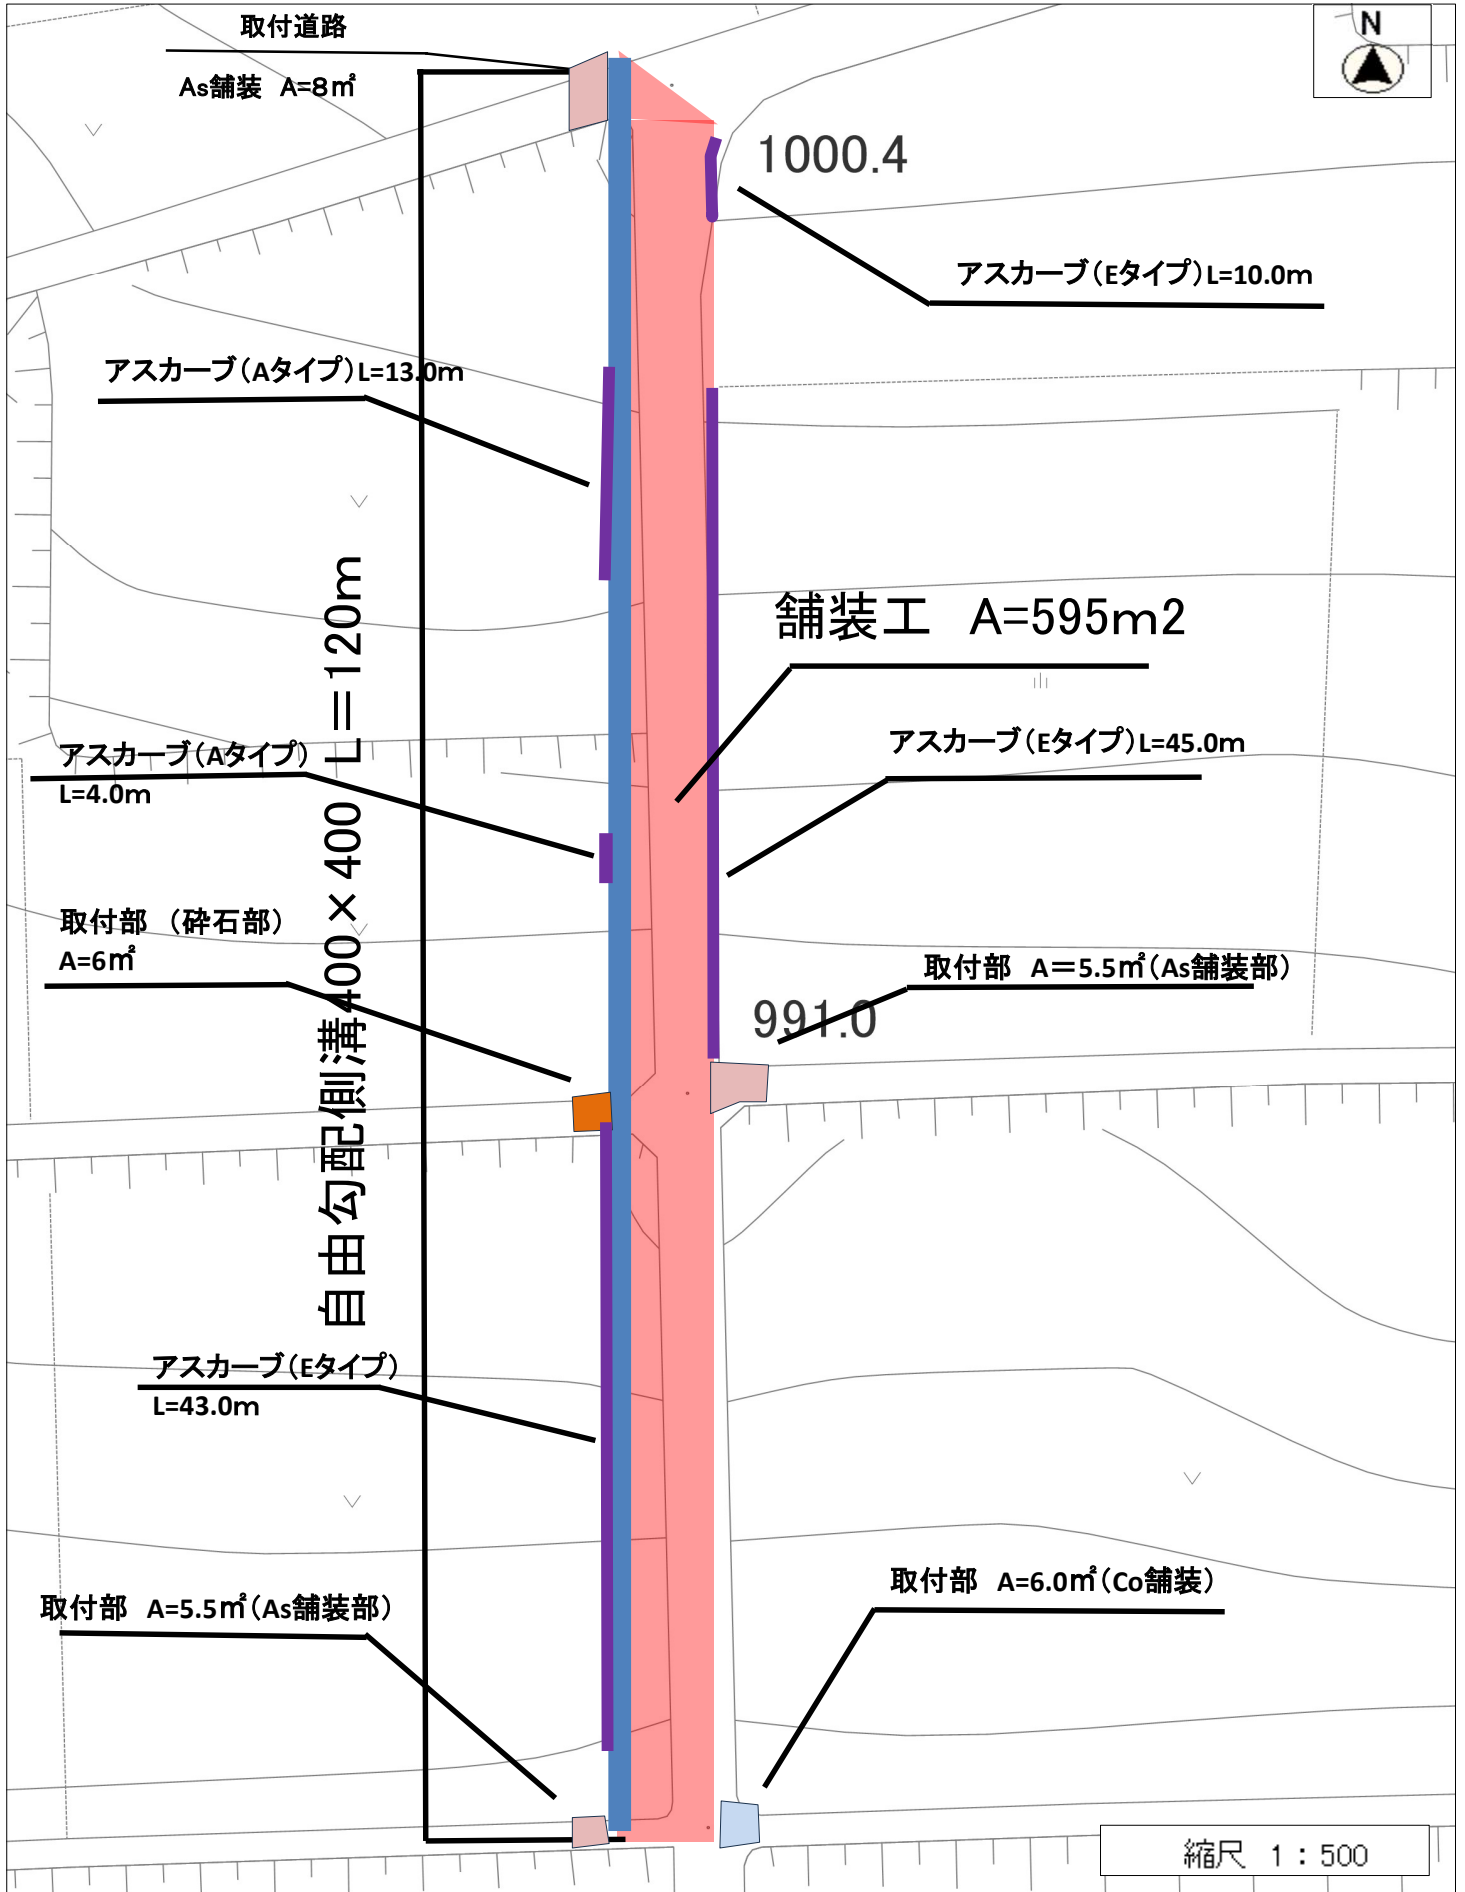 取付道路
As舗装 A=8㎡
N
1000.4
アスカーブ(Eタイプ)L=10.0m
アスカーブ(Aタイプ)L=13.0m
自由勾配側溝400×400 L=120m
舗装工 A=595m2
アスカーブ(Eタイプ)L=45.0m
アスカーブ(Aタイプ)
L=4.0m
取付部 (砕石部)
A=6㎡
取付部 A=5.5㎡(As舗装部)
991.0
アスカーブ(Eタイプ)
L=43.0m
取付部 A=5.5㎡(As舗装部)
取付部 A=6.0㎡(Co舗装)
縮尺 1:500